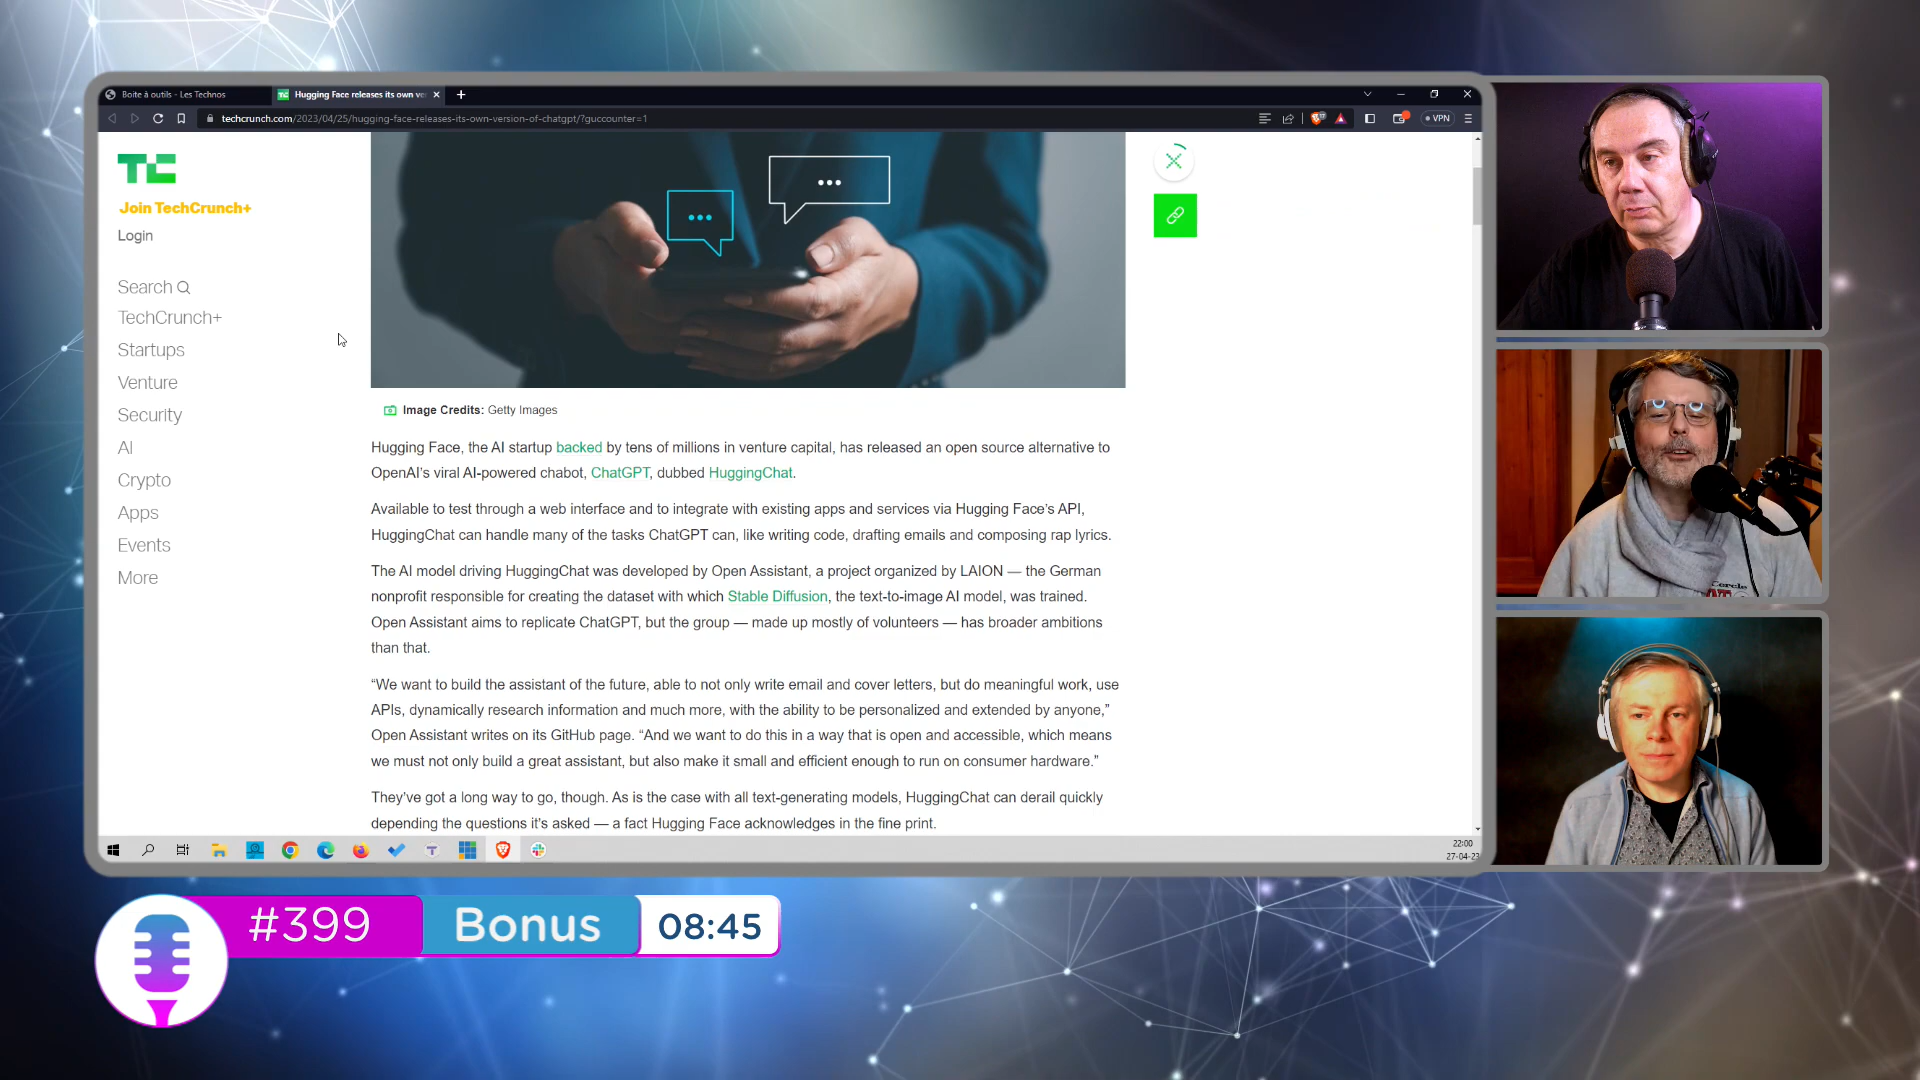 Boite à outils - Les Technos
Hugging Face releases its own ve
techcrunch.com/2023/04/25/hugging-face-releases-its-own-version-of-chatgpt/?guccounter=1
VPN
TC
Join TechCrunch+
Login
Search
TechCrunch+
Startups
Venture
Security
AI
Crypto
Apps
Events
More
Image Credits: Getty Images
Hugging Face, the AI startup backed by tens of millions in venture capital, has released an open source alternative to
OpenAI’s viral AI-powered chabot, ChatGPT, dubbed HuggingChat.
Available to test through a web interface and to integrate with existing apps and services via Hugging Face’s API,
HuggingChat can handle many of the tasks ChatGPT can, like writing code, drafting emails and composing rap lyrics.
The AI model driving HuggingChat was developed by Open Assistant, a project organized by LAION — the German
nonprofit responsible for creating the dataset with which Stable Diffusion, the text-to-image AI model, was trained.
Open Assistant aims to replicate ChatGPT, but the group — made up mostly of volunteers — has broader ambitions
than that.
“We want to build the assistant of the future, able to not only write email and cover letters, but do meaningful work, use
APIs, dynamically research information and much more, with the ability to be personalized and extended by anyone,”
Open Assistant writes on its GitHub page. “And we want to do this in a way that is open and accessible, which means
we must not only build a great assistant, but also make it small and efficient enough to run on consumer hardware.”
They’ve got a long way to go, though. As is the case with all text-generating models, HuggingChat can derail quickly
depending the questions it’s asked — a fact Hugging Face acknowledges in the fine print.
22:00
27-04-23
Cercle
#399
Bonus
08:45